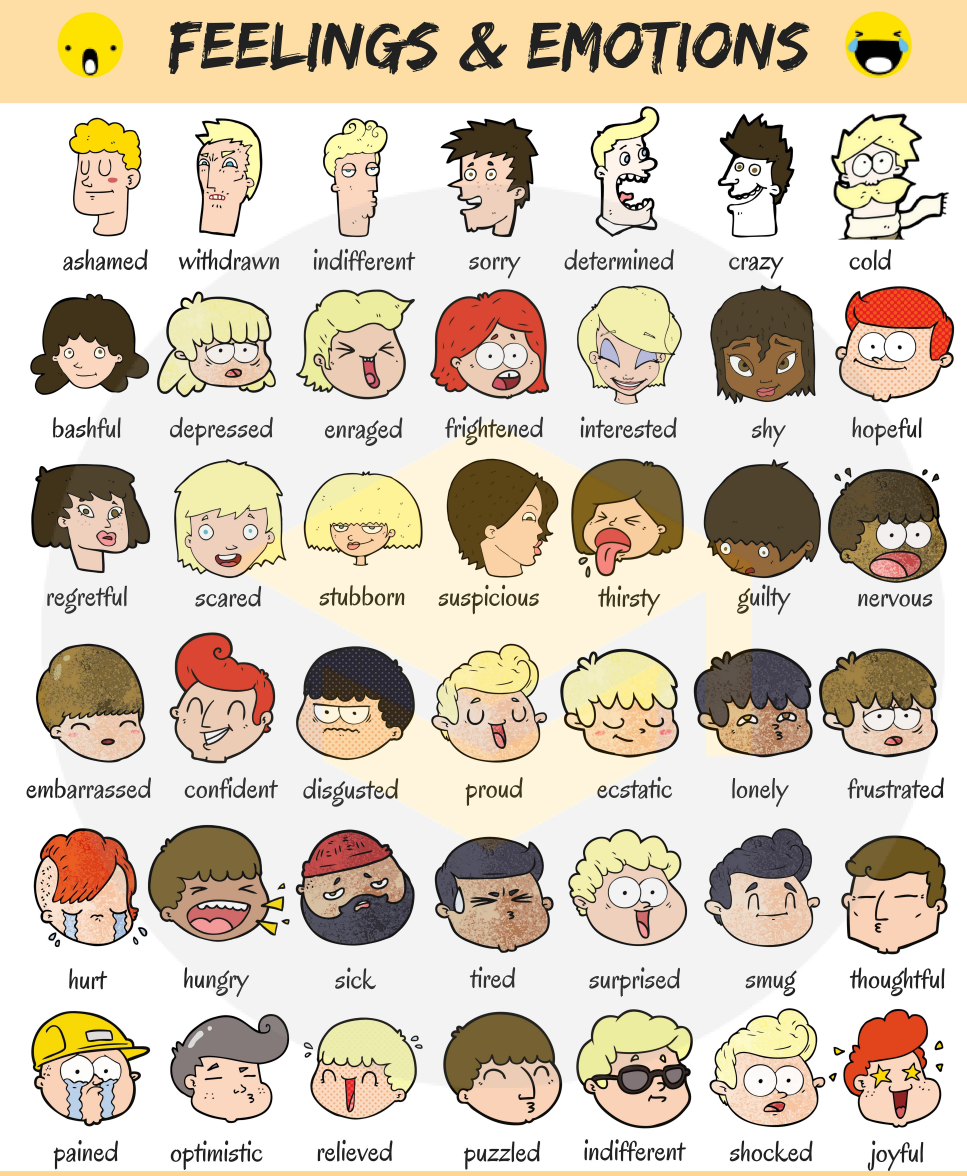 FEELINGS & EMOTIONS
ashamed withdrawn indifferent sorry determined crazy cold
bashful depressed enraged frightened interested shy hopeful
regretful scared stubborn suspicious thirsty guilty nervous
embarrassed confident disgusted proud ecstatic lonely frustrated
hurt hungry sick tired surprised smug thoughtful
pained optimistic relieved puzzled indifferent shocked joyful